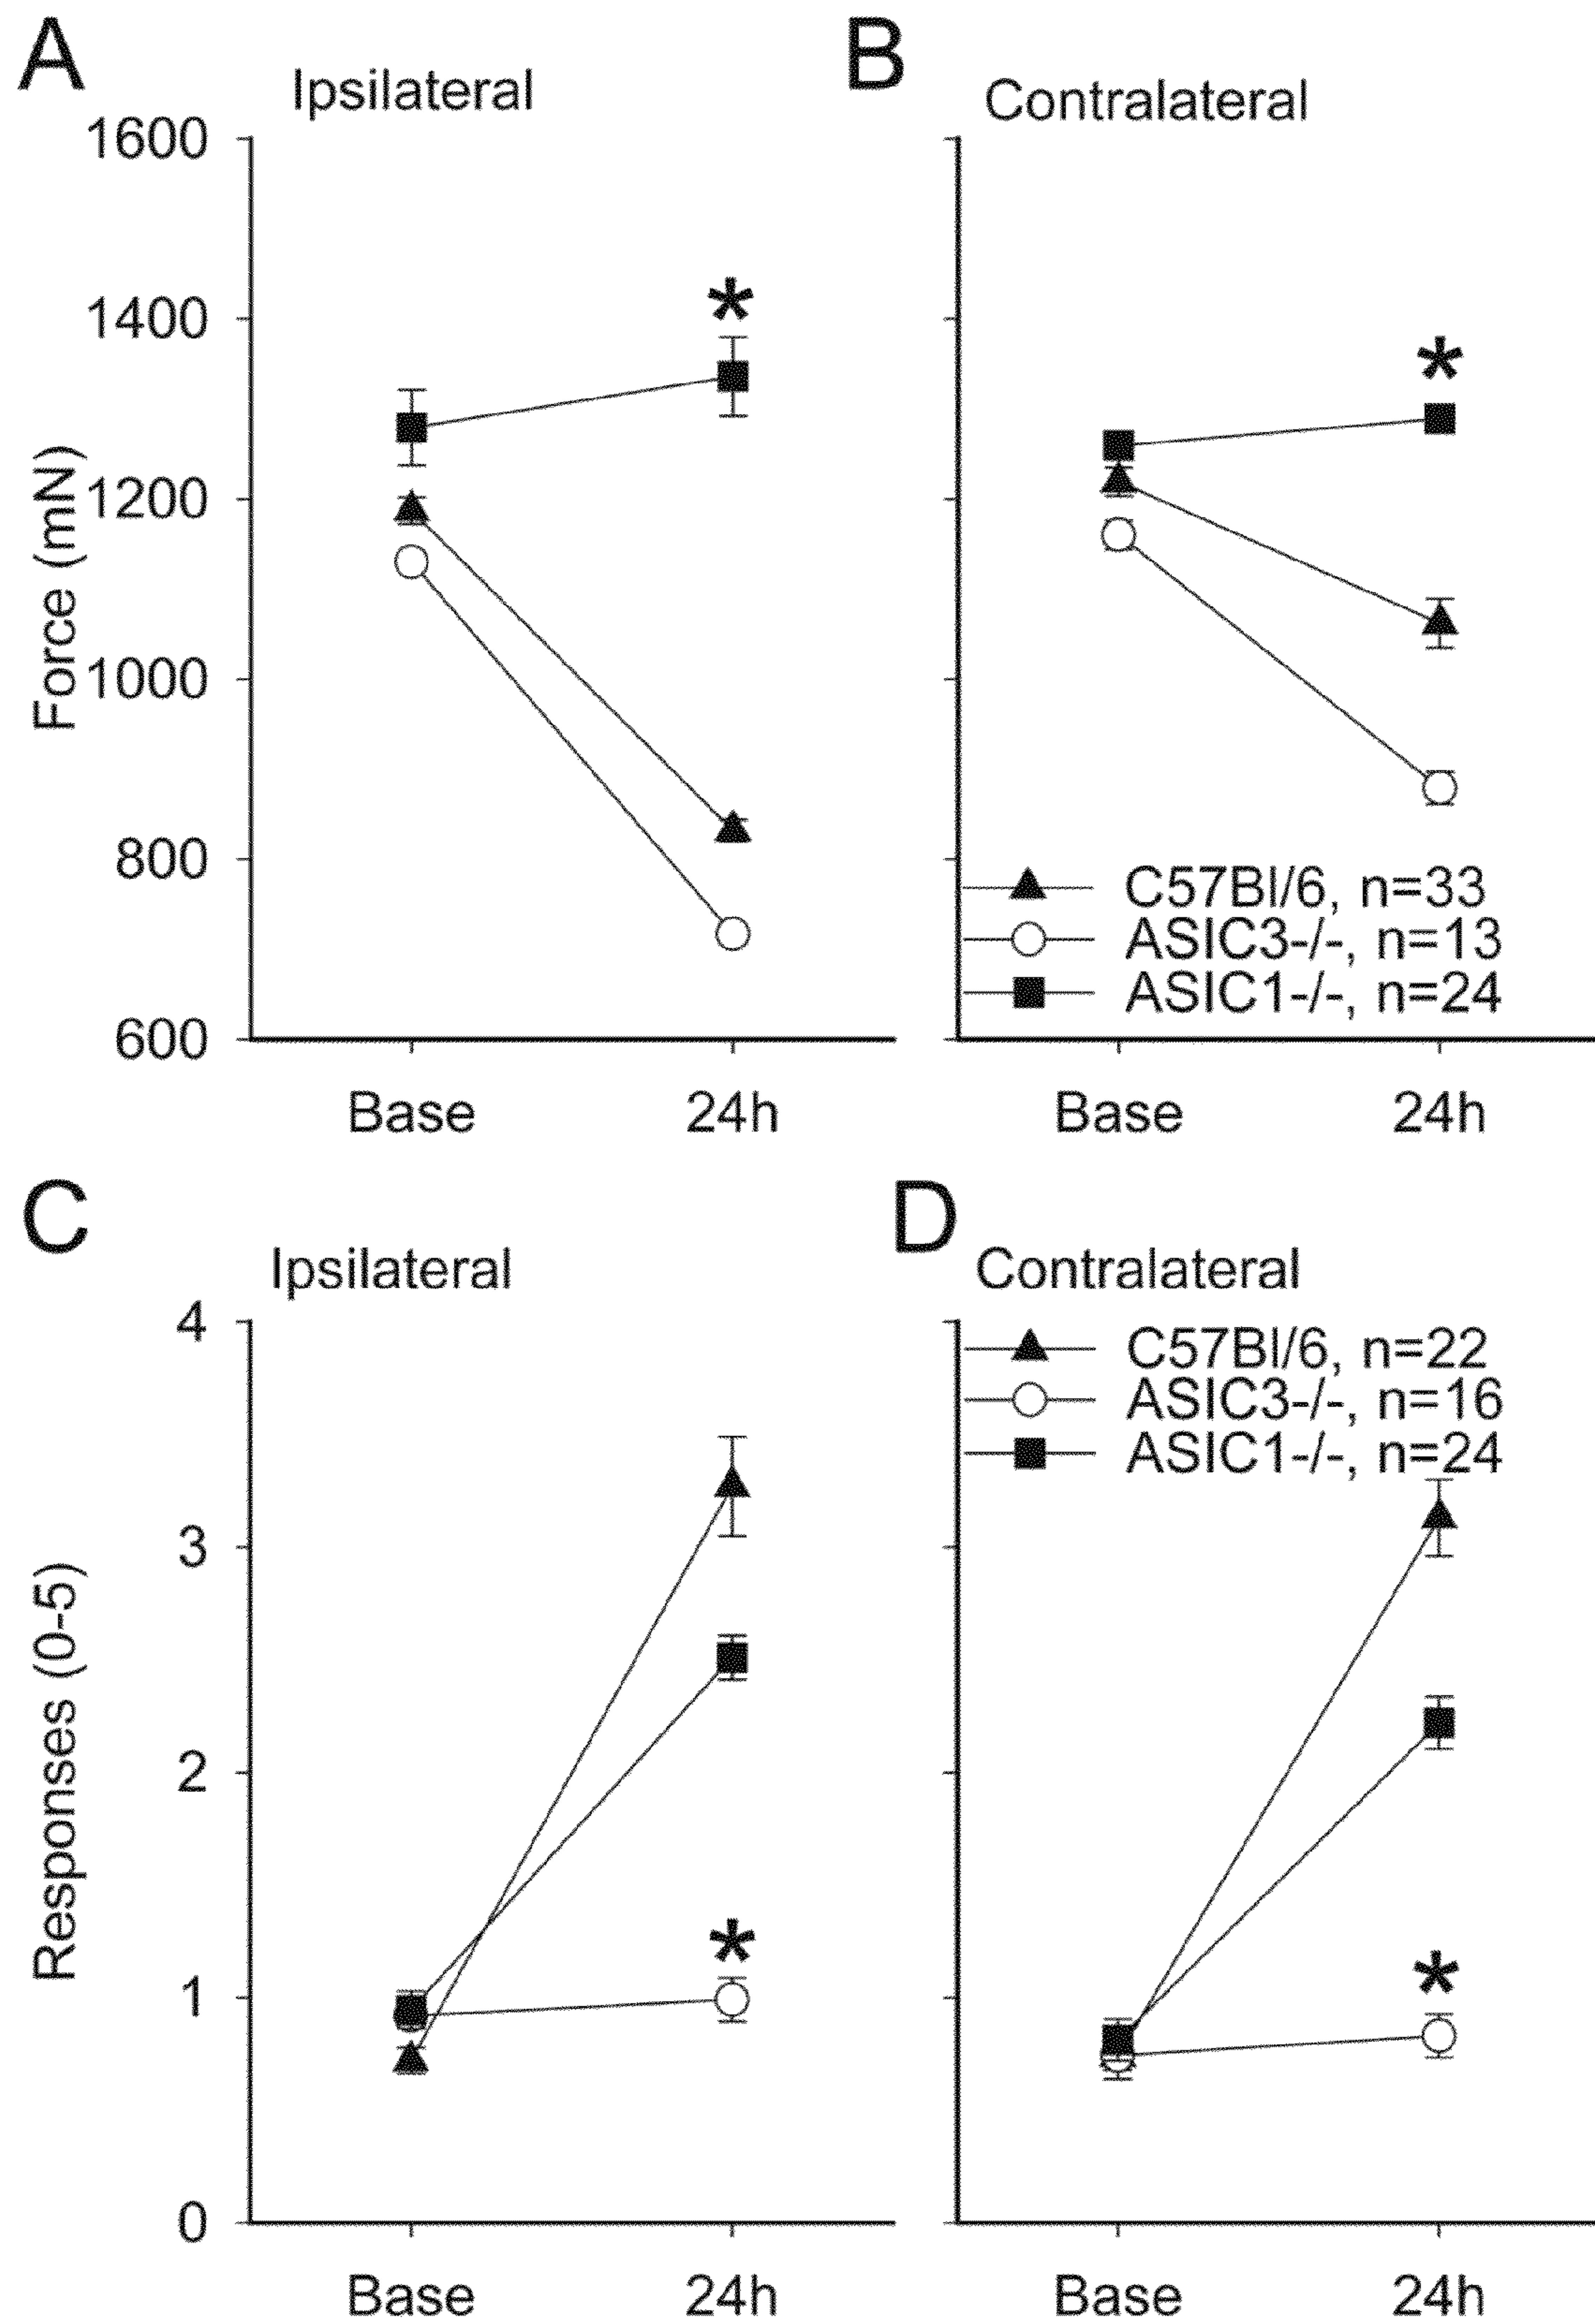 A
Ipsilateral
B
Contralateral
1600
1400
1200
1000
800
600
Force (mN)
*
*
C57Bl/6, n=33
ASIC3-/-, n=13
ASIC1-/-, n=24
Base
24h
Base
24h
C
Ipsilateral
D
Contralateral
4
3
2
1
0
Responses (0-5)
C57Bl/6, n=22
ASIC3-/-, n=16
ASIC1-/-, n=24
*
*
Base
24h
Base
24h